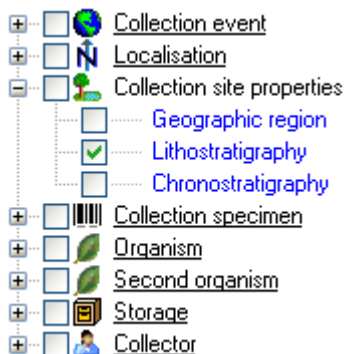 Collection event
Localisation
Collection site properties
Geographic region
Lithostratigraphy
Chronostratigraphy
Collection specimen
Organism
Second organism
Storage
Collector